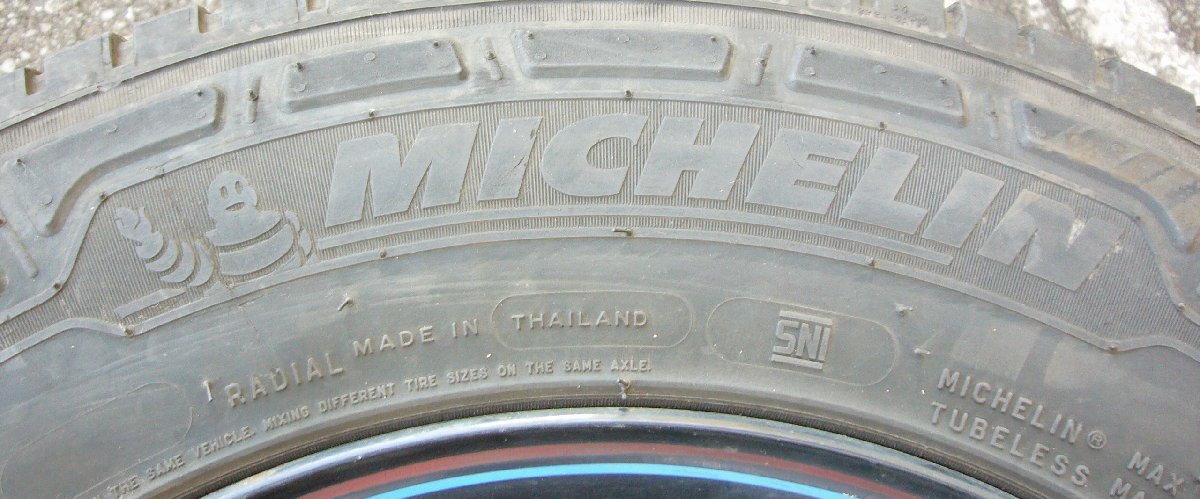 MICHELIN
RADIAL MADE IN THAILAND
SNI
THE SAME VEHICLE. MIXING DIFFERENT TIRE SIZES ON THE SAME AXLE.
MICHELIN® MAX
TUBELESS